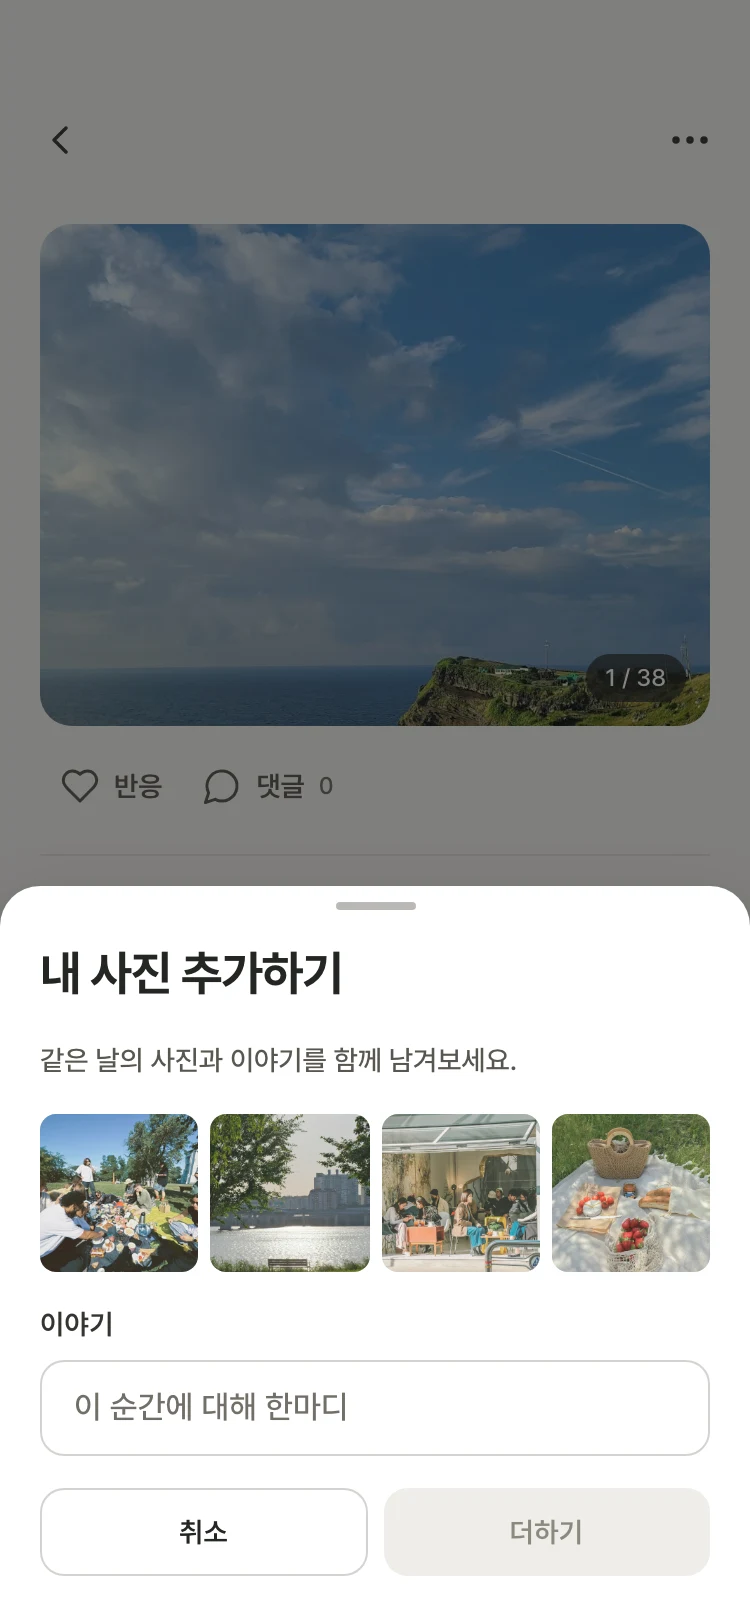 1 / 38
반응 댓글 0
내 사진 추가하기
같은 날의 사진과 이야기를 함께 남겨보세요.
이야기
이 순간에 대해 한마디
취소 더하기